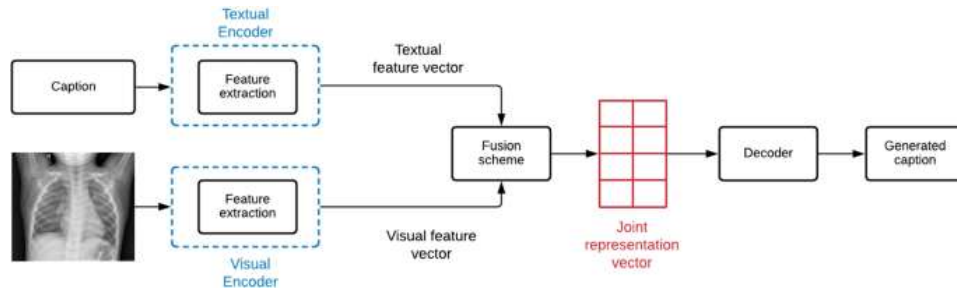 Textual
Encoder
Caption
Feature
extraction
Textual
feature vector
Fusion
scheme
Decoder
Generated
caption
Feature
extraction
Visual feature
vector
Visual
Encoder
Joint
representation
vector